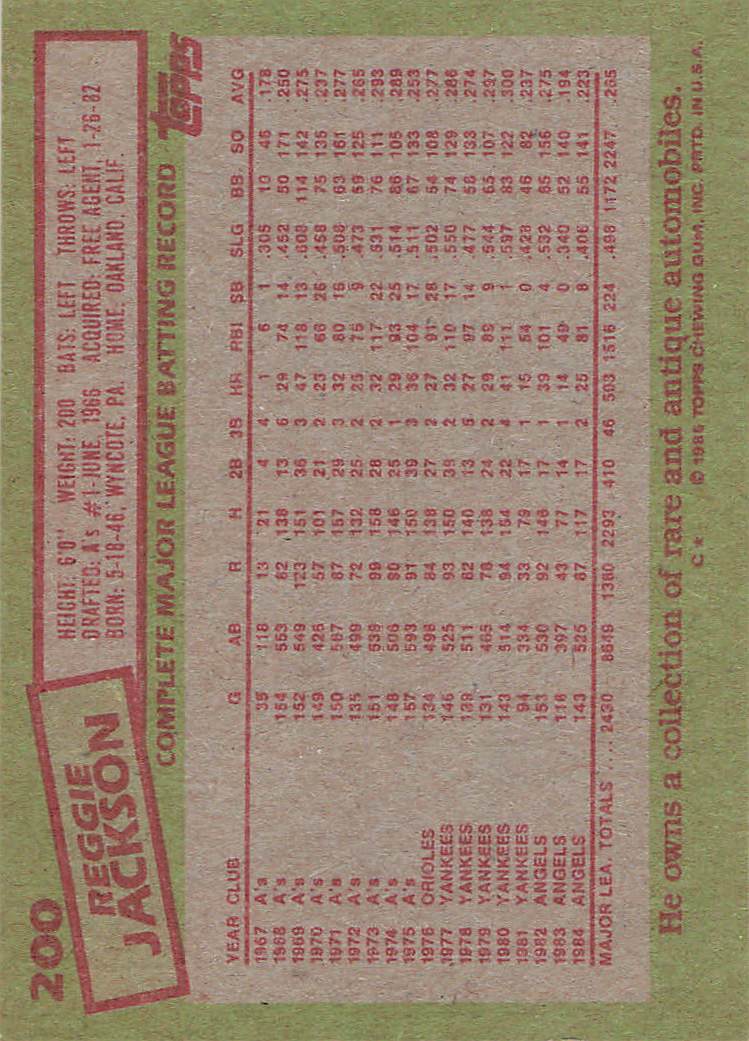 200
REGGIE
JACKSON
HEIGHT: 6'0" WEIGHT: 200 BATS: LEFT THROWS: LEFT
DRAFTED: A's #1-JUNE, 1966 ACQUIRED: FREE AGENT, 1-26-82
BORN: 5-18-46, WYNCOTE, PA. HOME: OAKLAND, CALIF.
COMPLETE MAJOR LEAGUE BATTING RECORD
Topps
YEAR CLUB G AB R H 2B 3B HR RBI SB SLG BB SO AVG
1967 A's 35 118 13 21 4 4 1 6 1 .305 10 46 .178
1968 A's 154 553 82 138 13 6 29 74 14 .452 50 171 .250
1969 A's 152 549 123 151 36 3 47 118 13 .608 114 142 .275
1970 A's 149 426 57 101 21 2 23 66 26 .458 75 135 .237
1971 A's 150 567 87 157 29 3 32 80 16 .508 63 161 .277
1972 A's 135 499 72 132 25 2 25 75 9 .473 59 125 .265
1973 A's 151 539 99 158 28 2 32 117 22 .531 76 111 .293
1974 A's 148 506 90 146 25 1 29 93 25 .514 86 105 .289
1975 A's 157 593 91 150 39 3 36 104 17 .511 67 133 .253
1976 ORIOLES 134 498 84 138 27 2 27 91 28 .502 54 108 .277
1977 YANKEES 146 525 93 150 39 2 32 110 17 .550 74 129 .286
1978 YANKEES 139 511 82 140 13 5 27 97 14 .477 58 133 .274
1979 YANKEES 131 465 78 138 24 2 29 89 9 .544 65 107 .297
1980 YANKEES 143 514 94 154 22 4 41 111 1 .597 83 122 .300
1981 YANKEES 94 334 33 79 17 1 15 54 0 .428 46 82 .237
1982 ANGELS 153 530 92 146 17 1 39 101 4 .532 85 156 .275
1983 ANGELS 116 397 43 77 14 1 14 49 0 .340 52 140 .194
1984 ANGELS 143 525 67 117 17 2 25 81 8 .406 55 141 .223
MAJOR LEA. TOTALS .... 2430 8649 1380 2293 410 46 503 1516 224 .498 1172 2247 .265
He owns a collection of rare and antique automobiles.
C* © 1985 TOPPS CHEWING GUM, INC. PRTD. IN U.S.A.